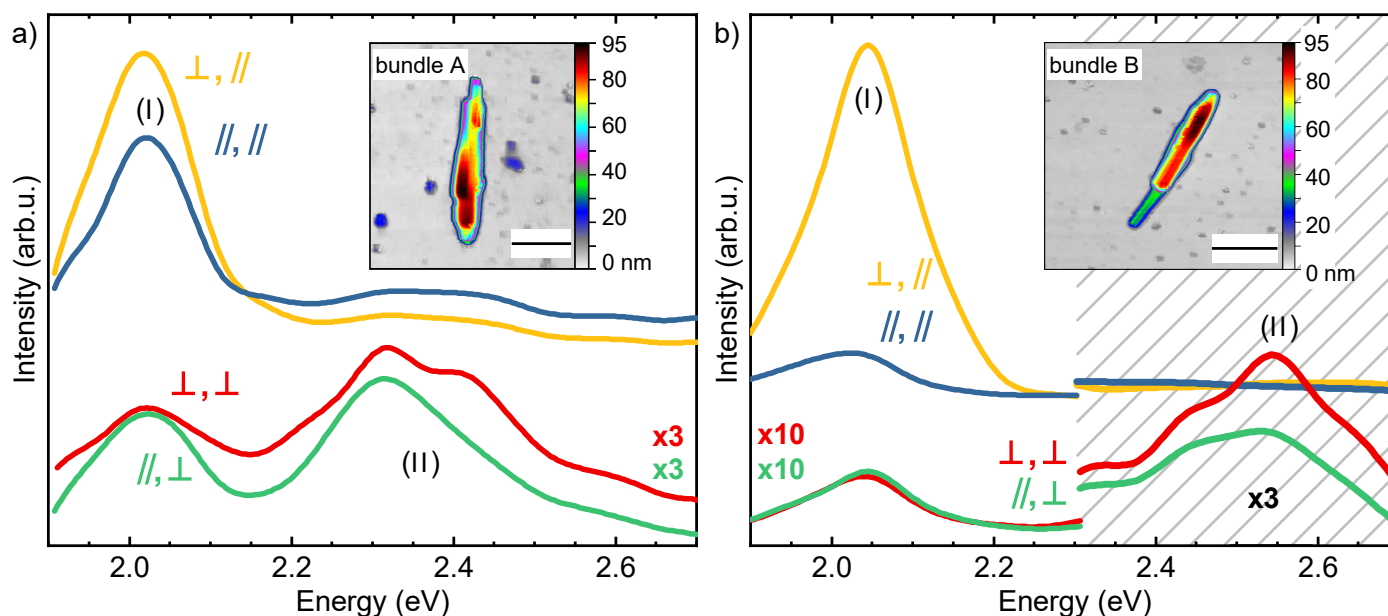 a)
⊥, //
(I)
//, //
bundle A
95
80
60
40
20
0 nm
⊥, ⊥
//, ⊥
(II)
x3
x3
Intensity (arb.u.)
2.0
2.2
2.4
2.6
Energy (eV)
b)
(I)
bundle B
95
80
60
40
20
0 nm
⊥, //
//, //
(II)
x10
x10
⊥, ⊥
//, ⊥
x3
Intensity (arb.u.)
2.0
2.2
2.4
2.6
Energy (eV)